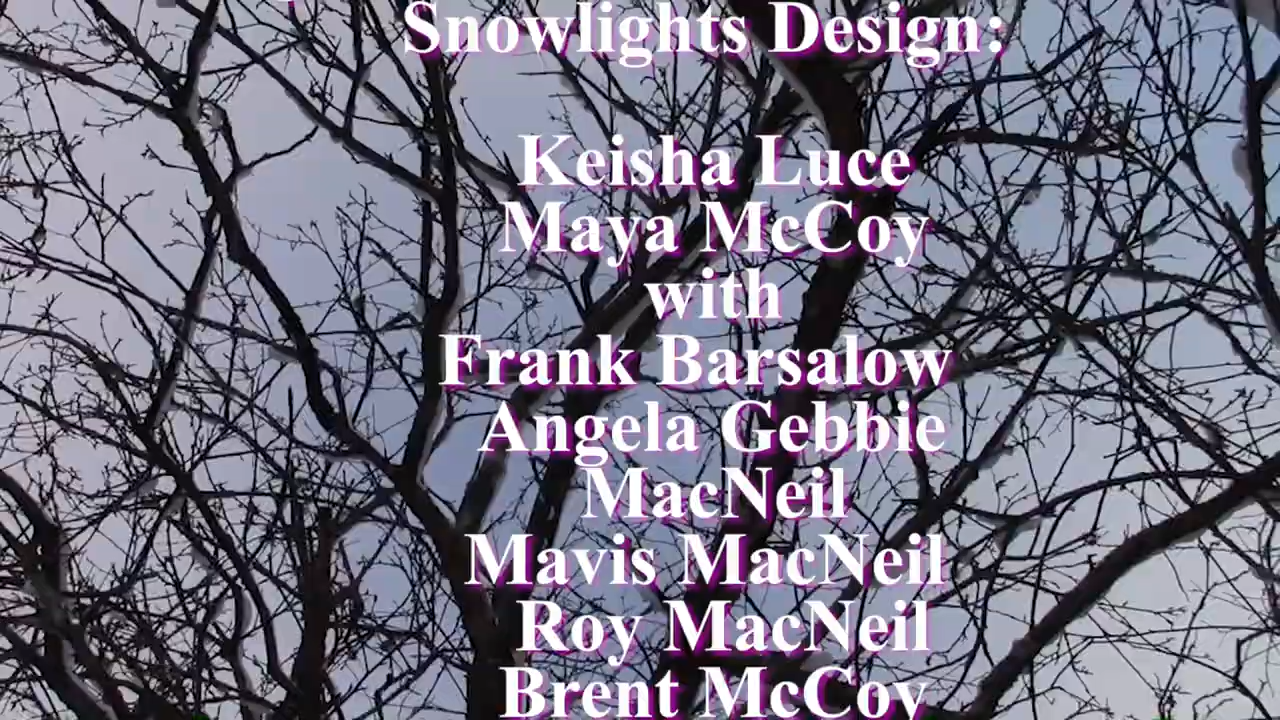 Snowlights Design:
Keisha Luce
Maya McCoy
with
Frank Barsalow
Angela Gebbie
MacNeil
Mavis MacNeil
Roy MacNeil
Brent McCoy